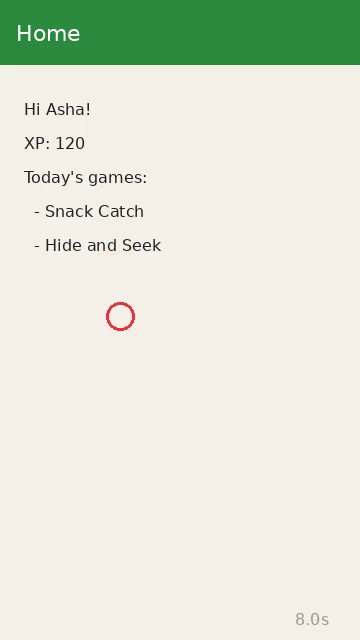 Home
Hi Asha!
XP: 120
Today's games:
- Snack Catch
- Hide and Seek
8.0s